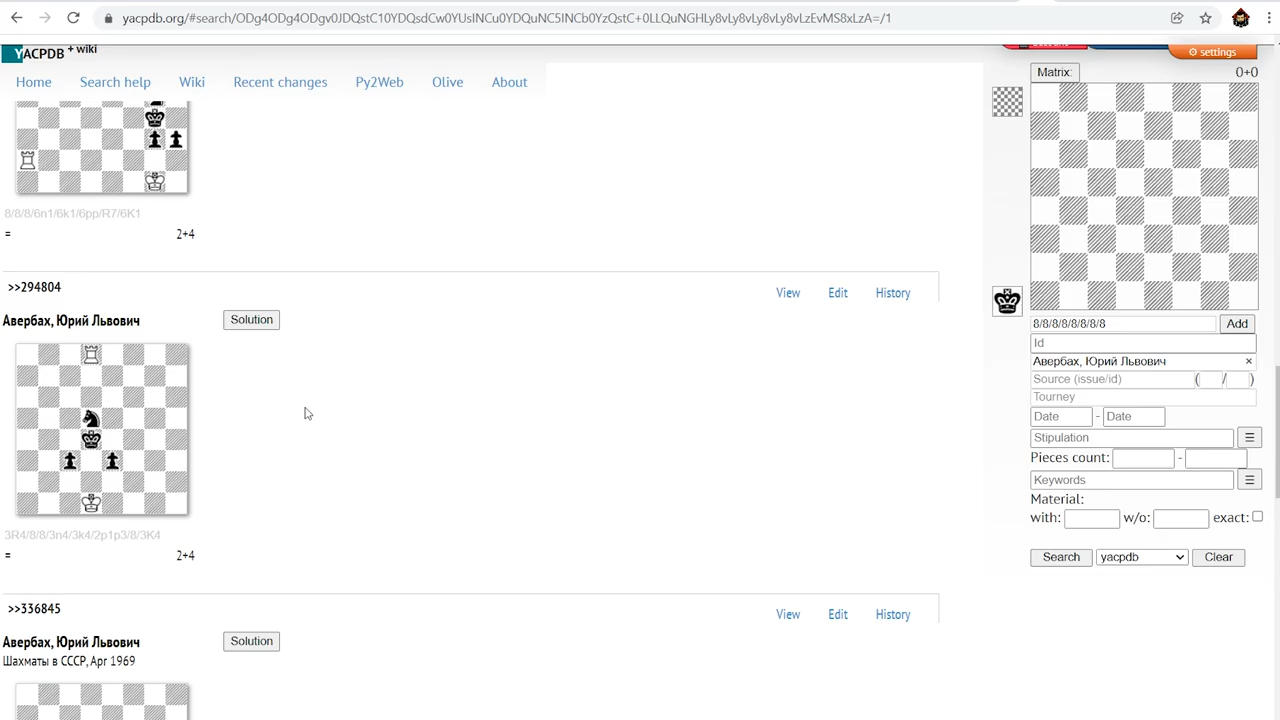 yacpdb.org/#search/ODg4ODg4ODgv0JDQstC10YDQsdCw0YUsINCu0YDQuNC5INCb0YzQstC+0LLQuNGHLy8vLy8vLy8vLy8vLzEvMS8xLzA=/1
YACPDB + wiki
settings
Home Search help Wiki Recent changes Py2Web Olive About
Matrix: 0+0
8/8/8/6n1/6k1/6pp/R7/6K1
= 2+4
>>294804
View Edit History
Авербах, Юрий Львович Solution
8/8/8/8/8/8/8/8 Add
Id
Авербах, Юрий Львович ×
Source (issue/id) ( / )
Tourney
Date - Date
Stipulation
Pieces count: -
Keywords
Material:
with: w/o: exact:
3R4/8/8/3n4/3k4/2p1p3/8/3K4
= 2+4
Search yacpdb Clear
>>336845
View Edit History
Авербах, Юрий Львович Solution
Шахматы в СССР, Apr 1969